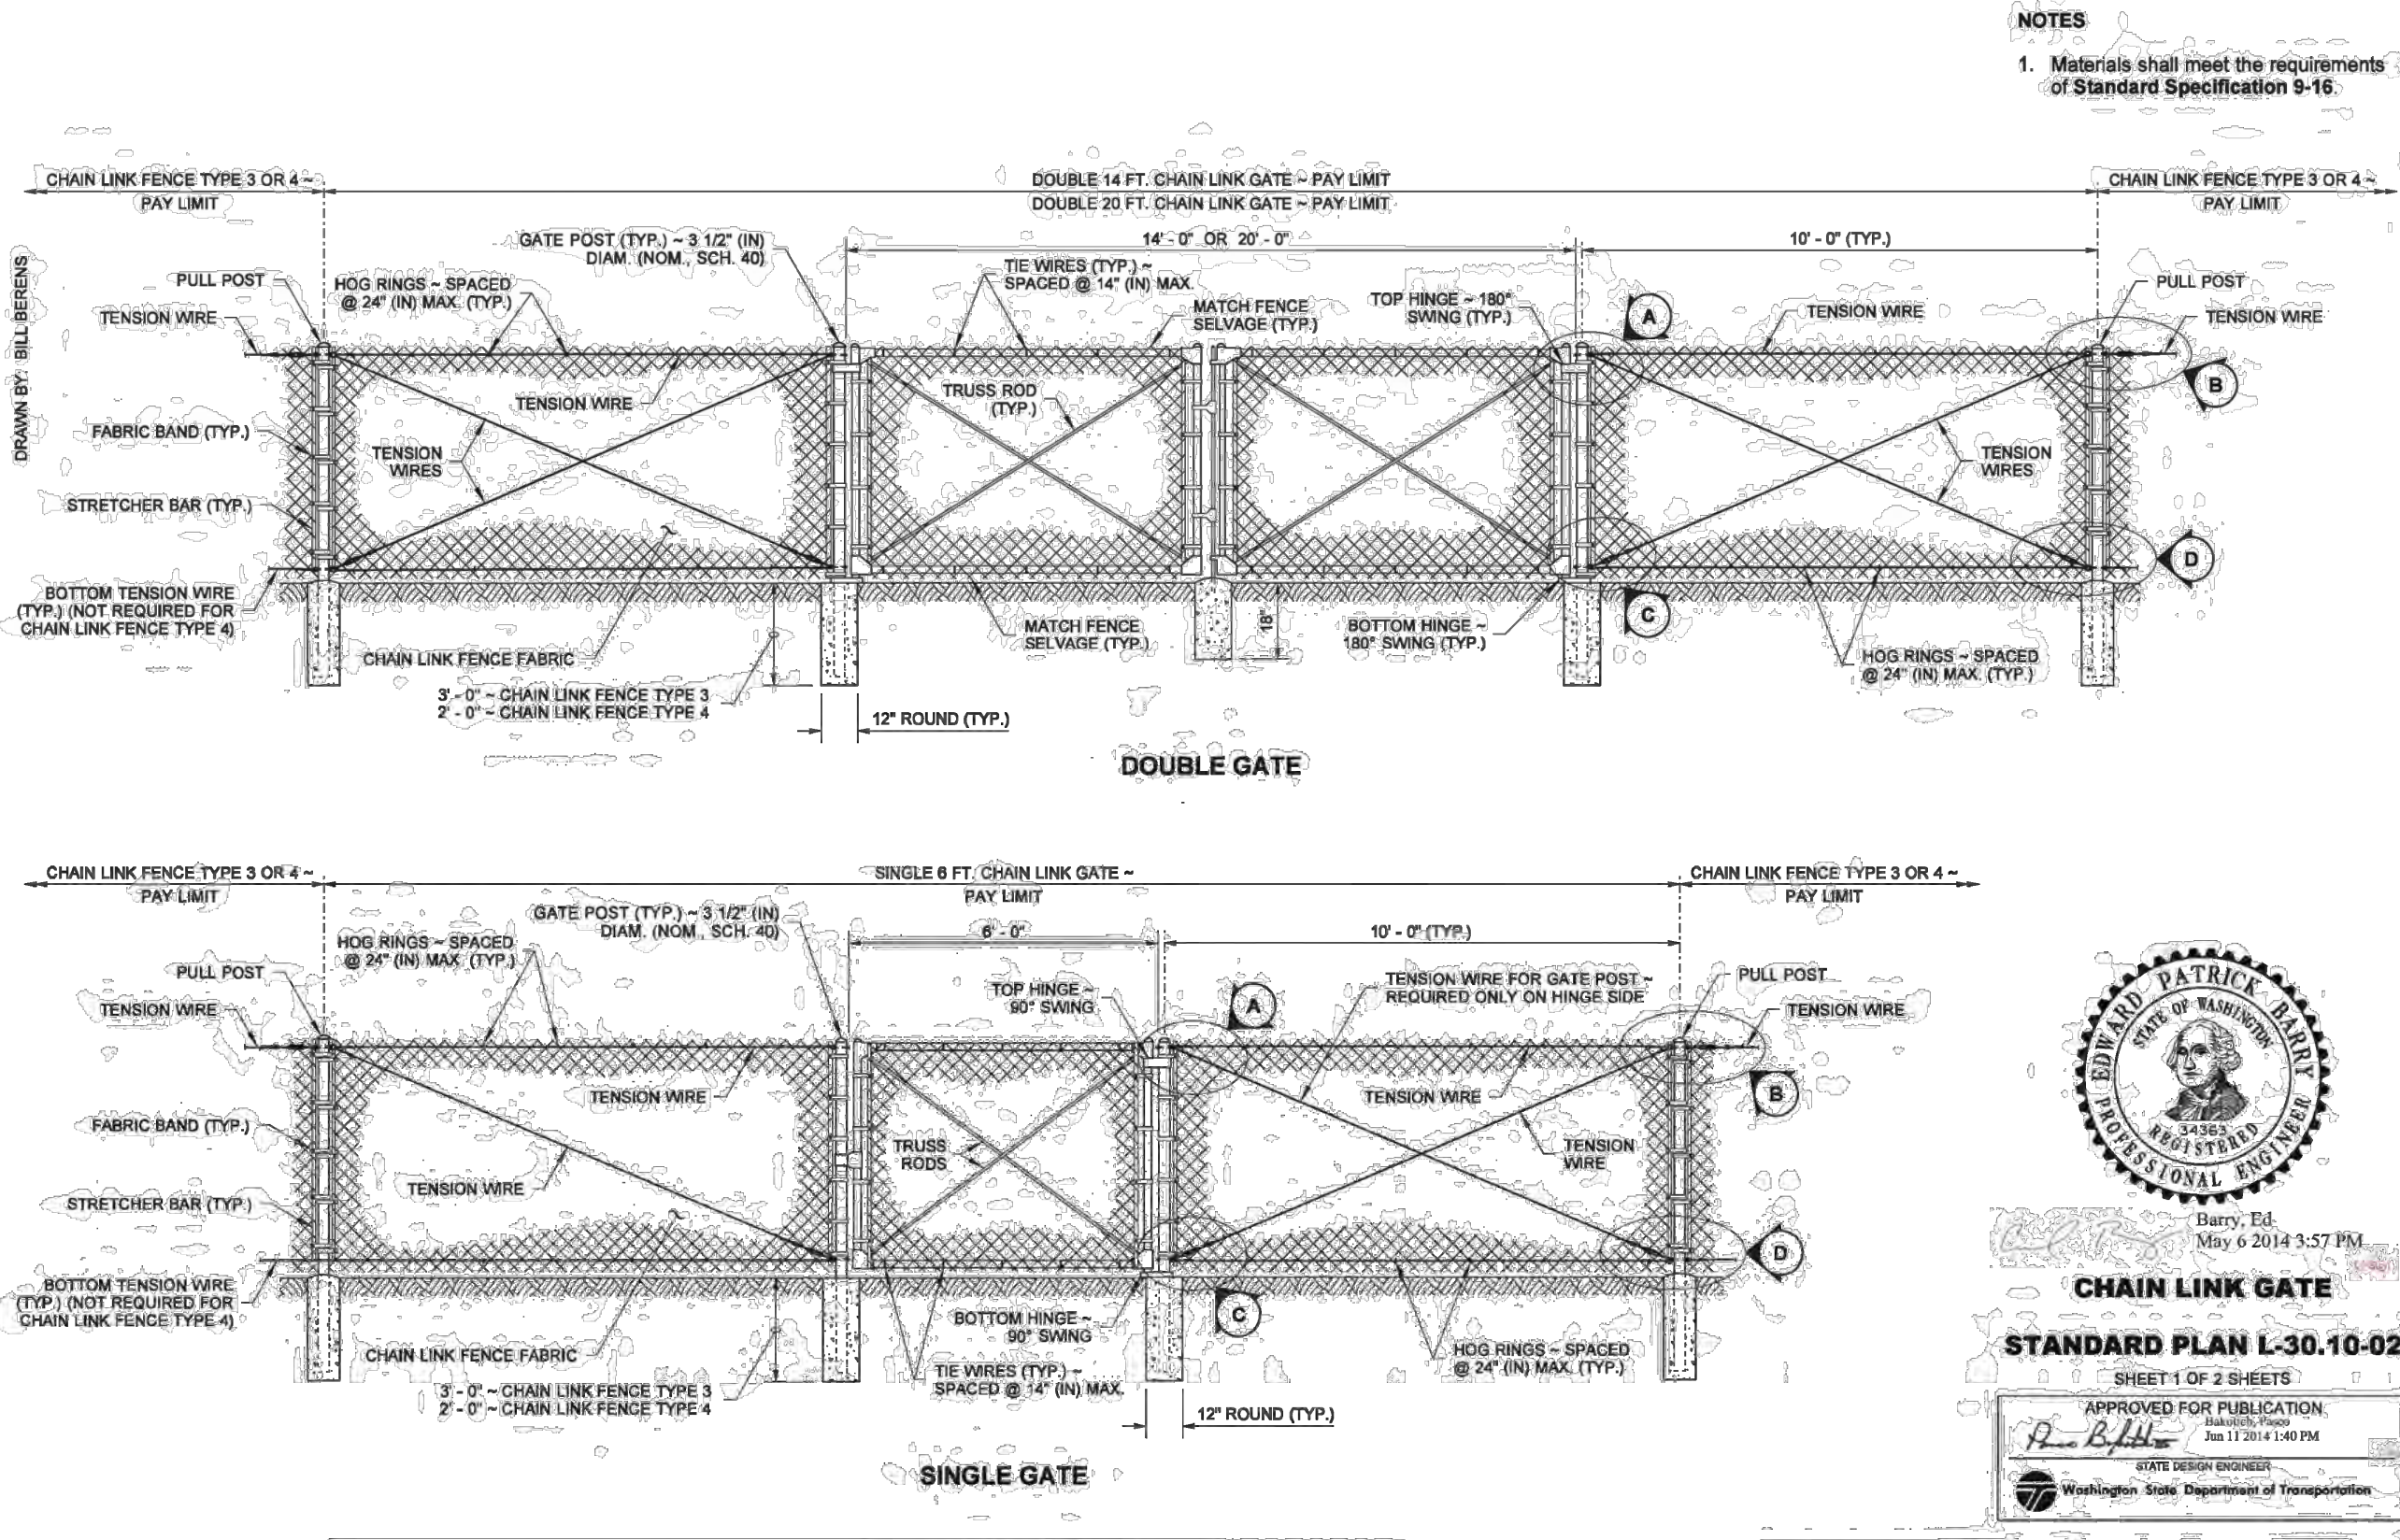 NOTES
1. Materials shall meet the requirements
of Standard Specification 9-16.
CHAIN LINK FENCE TYPE 3 OR 4 ~
PAY LIMIT
DOUBLE 14 FT. CHAIN LINK GATE ~ PAY LIMIT
DOUBLE 20 FT. CHAIN LINK GATE ~ PAY LIMIT
CHAIN LINK FENCE TYPE 3 OR 4 ~
PAY LIMIT
DRAWN BY: BILL BERENS
GATE POST (TYP.) ~ 3 1/2" (IN)
DIAM. (NOM., SCH. 40)
14' - 0" OR 20' - 0"
10' - 0" (TYP.)
PULL POST
HOG RINGS ~ SPACED
@ 24" (IN) MAX. (TYP.)
TIE WIRES (TYP.) ~
SPACED @ 14" (IN) MAX.
MATCH FENCE
SELVAGE (TYP.)
TOP HINGE ~ 180°
SWING (TYP.)
A
TENSION WIRE
PULL POST
TENSION WIRE
TENSION WIRE
B
TENSION WIRE
TRUSS ROD
(TYP.)
FABRIC BAND (TYP.)
TENSION
WIRES
TENSION
WIRES
STRETCHER BAR (TYP.)
D
BOTTOM TENSION WIRE
(TYP.) (NOT REQUIRED FOR
CHAIN LINK FENCE TYPE 4)
CHAIN LINK FENCE FABRIC
MATCH FENCE
SELVAGE (TYP.)
18"
BOTTOM HINGE ~
180° SWING (TYP.)
C
HOG RINGS ~ SPACED
@ 24" (IN) MAX. (TYP.)
3' - 0" ~ CHAIN LINK FENCE TYPE 3
2' - 0" ~ CHAIN LINK FENCE TYPE 4
12" ROUND (TYP.)
DOUBLE GATE
CHAIN LINK FENCE TYPE 3 OR 4 ~
PAY LIMIT
SINGLE 6 FT. CHAIN LINK GATE ~
PAY LIMIT
CHAIN LINK FENCE TYPE 3 OR 4 ~
PAY LIMIT
GATE POST (TYP.) ~ 3 1/2" (IN)
DIAM. (NOM., SCH. 40)
6' - 0"
10' - 0" (TYP.)
HOG RINGS ~ SPACED
@ 24" (IN) MAX. (TYP.)
PULL POST
TOP HINGE ~
90° SWING
A
TENSION WIRE FOR GATE POST ~
REQUIRED ONLY ON HINGE SIDE
PULL POST
TENSION WIRE
TENSION WIRE
TENSION WIRE
TENSION WIRE
B
FABRIC BAND (TYP.)
TRUSS
RODS
TENSION
WIRE
TENSION WIRE
STRETCHER BAR (TYP.)
D
BOTTOM TENSION WIRE
(TYP.) (NOT REQUIRED FOR
CHAIN LINK FENCE TYPE 4)
BOTTOM HINGE ~
90° SWING
C
CHAIN LINK FENCE FABRIC
HOG RINGS ~ SPACED
@ 24" (IN) MAX. (TYP.)
TIE WIRES (TYP.) ~
SPACED @ 14" (IN) MAX.
3' - 0" ~ CHAIN LINK FENCE TYPE 3
2' - 0" ~ CHAIN LINK FENCE TYPE 4
12" ROUND (TYP.)
SINGLE GATE
EDWARD PATRICK BARRY
STATE OF WASHINGTON
34363
REGISTERED
PROFESSIONAL ENGINEER
Barry, Ed
May 6 2014 3:57 PM
CHAIN LINK GATE
STANDARD PLAN L-30.10-02
SHEET 1 OF 2 SHEETS
APPROVED FOR PUBLICATION
Bakotich, Pasco
Jun 11 2014 1:40 PM
STATE DESIGN ENGINEER
Washington State Department of Transportation